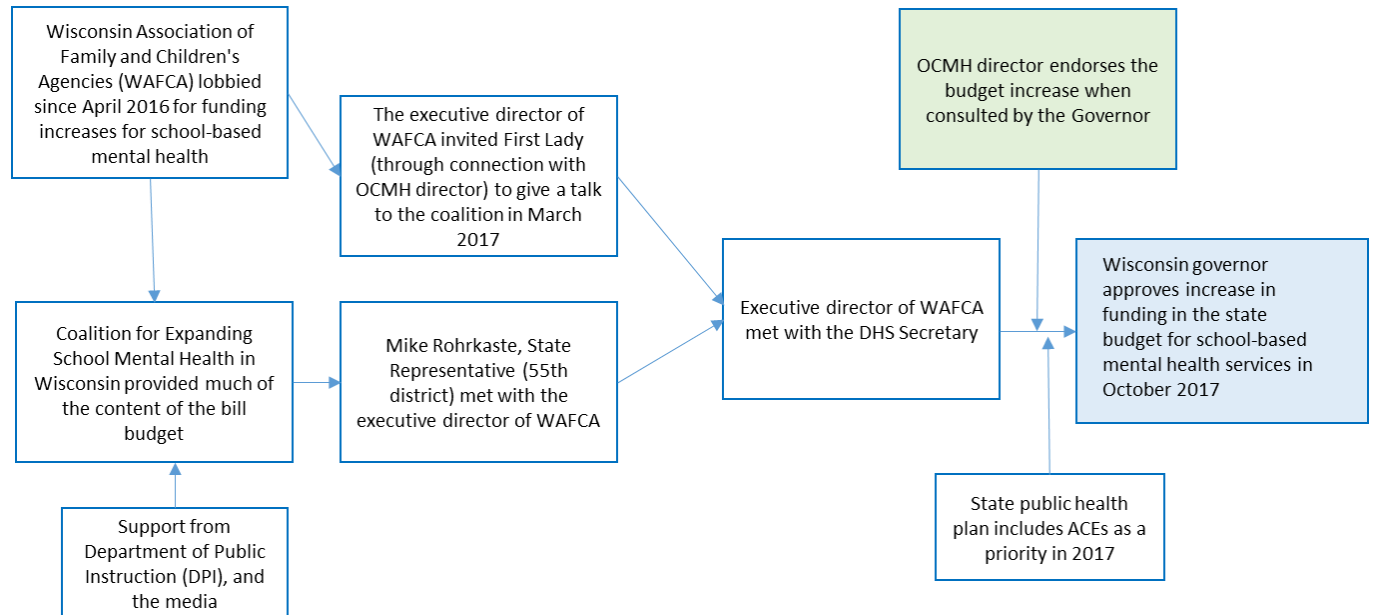 Wisconsin Association of
Family and Children's
Agencies (WAFCA) lobbied
since April 2016 for funding
increases for school-based
mental health
The executive director of
WAFCA invited First Lady
(through connection with
OCMH director) to give a talk
to the coalition in March
2017
OCMH director endorses the
budget increase when
consulted by the Governor
Coalition for Expanding
School Mental Health in
Wisconsin provided much of
the content of the bill
budget
Mike Rohrkaste, State
Representative (55th
district) met with the
executive director of WAFCA
Executive director of WAFCA
met with the DHS Secretary
Wisconsin governor
approves increase in
funding in the state
budget for school-based
mental health services in
October 2017
Support from
Department of Public
Instruction (DPI), and
the media
State public health
plan includes ACEs as a
priority in 2017